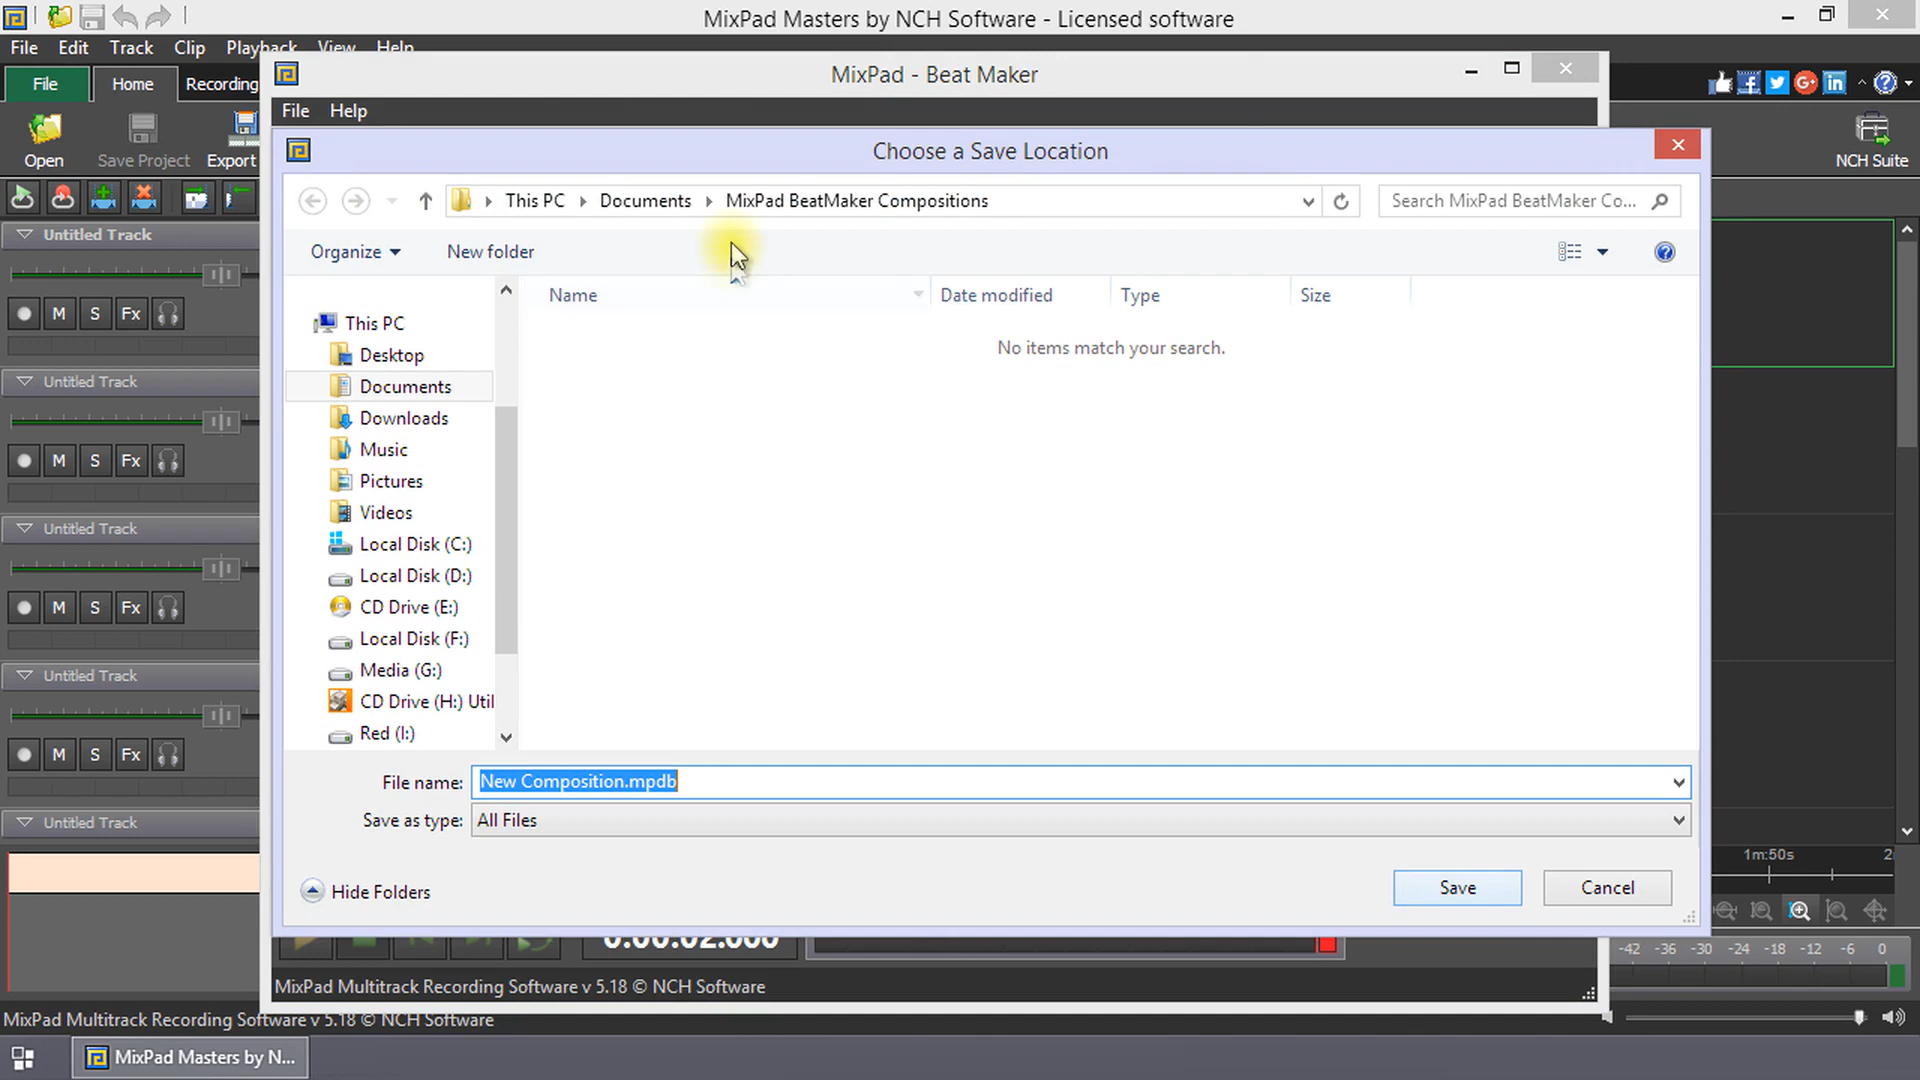 MixPad Masters by NCH Software - Licensed software
File Edit Track Clip Playback View Help
File Home Recording
MixPad - Beat Maker
File Help
Open Save Project Export
NCH Suite
Choose a Save Location
This PC Documents MixPad BeatMaker Compositions
Search MixPad BeatMaker Co...
Organize New folder
Name Date modified Type Size
No items match your search.
This PC
Desktop
Documents
Downloads
Music
Pictures
Videos
Local Disk (C:)
Local Disk (D:)
CD Drive (E:)
Local Disk (F:)
Media (G:)
CD Drive (H:) Util
Red (I:)
File name: New Composition.mpdb
Save as type: All Files
Hide Folders
Save Cancel
Untitled Track
M S Fx
Untitled Track
M S Fx
Untitled Track
M S Fx
Untitled Track
M S Fx
Untitled Track
1m:50s
0:00:02.000
-42 -36 -30 -24 -18 -12 -6 0
MixPad Multitrack Recording Software v 5.18 © NCH Software
MixPad Multitrack Recording Software v 5.18 © NCH Software
MixPad Masters by N...